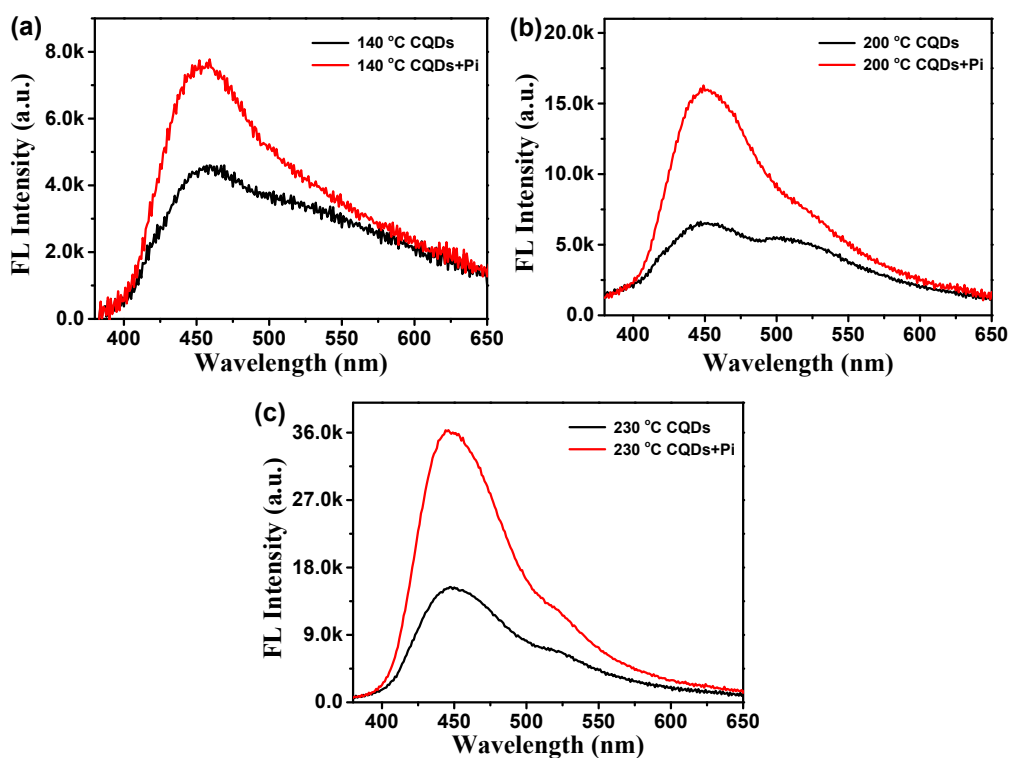 (a)
140 °C CQDs
140 °C CQDs+Pi
8.0k
6.0k
4.0k
2.0k
0.0
FL Intensity (a.u.)
400 450 500 550 600 650
Wavelength (nm)
(b)
200 °C CQDs
200 °C CQDs+Pi
15.0k
10.0k
5.0k
0.0
FL Intensity (a.u.)
400 450 500 550 600 650
Wavelength (nm)
(c)
230 °C CQDs
230 °C CQDs+Pi
36.0k
27.0k
18.0k
9.0k
0.0
FL Intensity (a.u.)
400 450 500 550 600 650
Wavelength (nm)